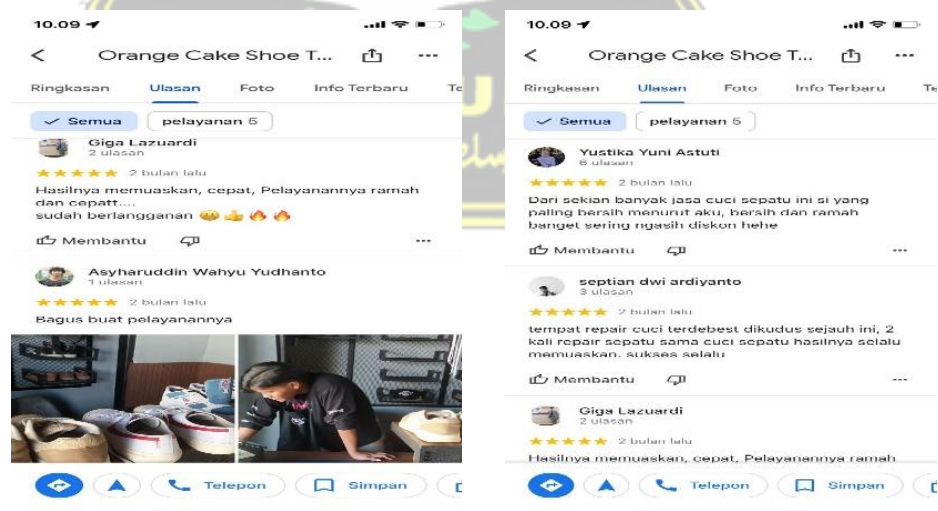 10.09
Orange Cake Shoe T...
Ringkasan Ulasan Foto Info Terbaru
Semua pelayanan 5
Giga Lazuardi
2 ulasan
2 bulan lalu
Hasilnya memuaskan, cepat, Pelayanannya ramah
dan cepatt....
sudah berlangganan 😀👍🔥🔥
Membantu
Asyharuddin Wahyu Yudhanto
1 ulasan
2 bulan lalu
Bagus buat pelayanannya
Telepon Simpan
10.09
Orange Cake Shoe T...
Ringkasan Ulasan Foto Info Terbaru Te
Semua pelayanan 5
Yustika Yuni Astuti
6 ulasan
2 bulan lalu
Dari sekian banyak jasa cuci sepatu ini si yang
paling bersih menurut aku, bersih dan ramah
banget sering ngasih diskon hehe
Membantu
septian dwi ardiyanto
3 ulasan
2 bulan lalu
tempat repair cuci terdebest dikudus sejauh ini, 2
kali repair sepatu sama cuci sepatu hasilnya selalu
memuaskan. sukses selalu
Membantu
Giga Lazuardi
2 ulasan
2 bulan lalu
Hasilnya memuaskan, cepat, Pelayanannya ramah
Telepon Simpan